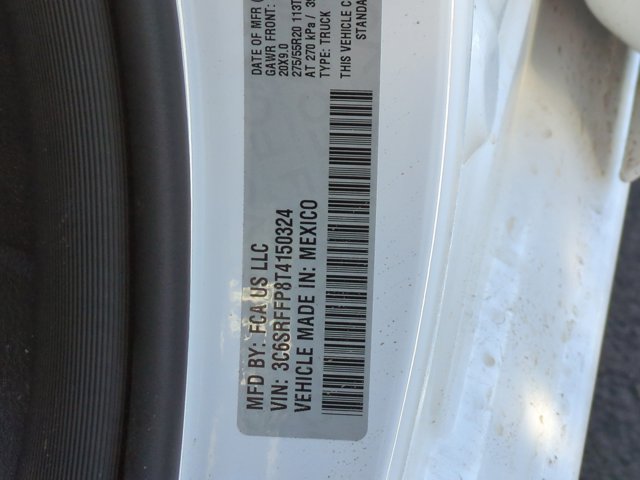 MFD BY: FCA US LLC
VIN: 3C6SRFFP8T4150324
VEHICLE MADE IN: MEXICO
DATE OF MFR
GAWR FRONT:
20X9.0
275/55R20 113T
AT 270 kPa /
TYPE: TRUCK
THIS VEHICLE
STANDA